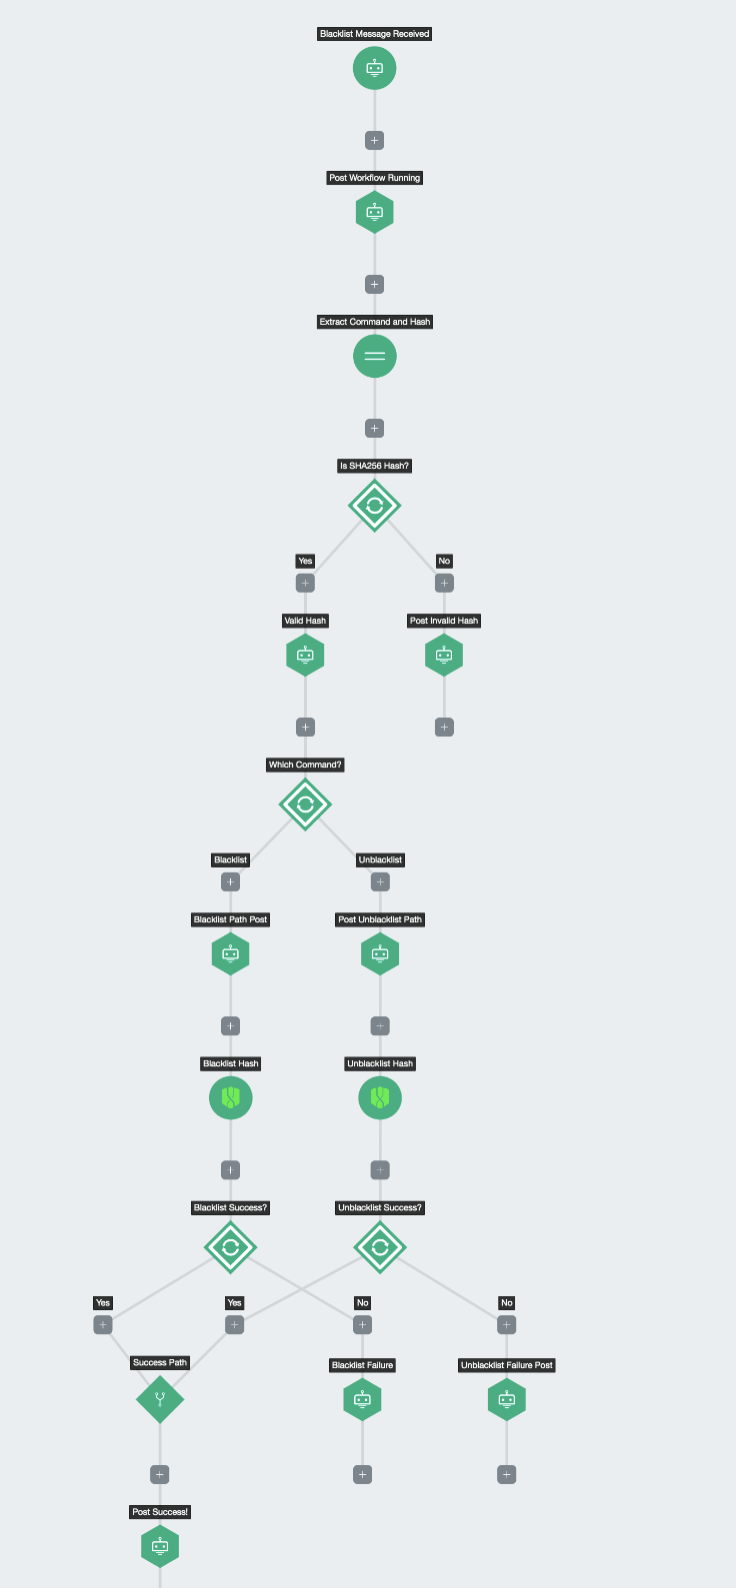 Blacklist Message Received
Post Workflow Running
Extract Command and Hash
Is SHA256 Hash?
Yes
No
Valid Hash
Post Invalid Hash
Which Command?
Blacklist
Unblacklist
Blacklist Path Post
Post Unblacklist Path
Blacklist Hash
Unblacklist Hash
Blacklist Success?
Unblacklist Success?
Yes
Yes
No
No
Success Path
Blacklist Failure
Unblacklist Failure Post
Post Success!